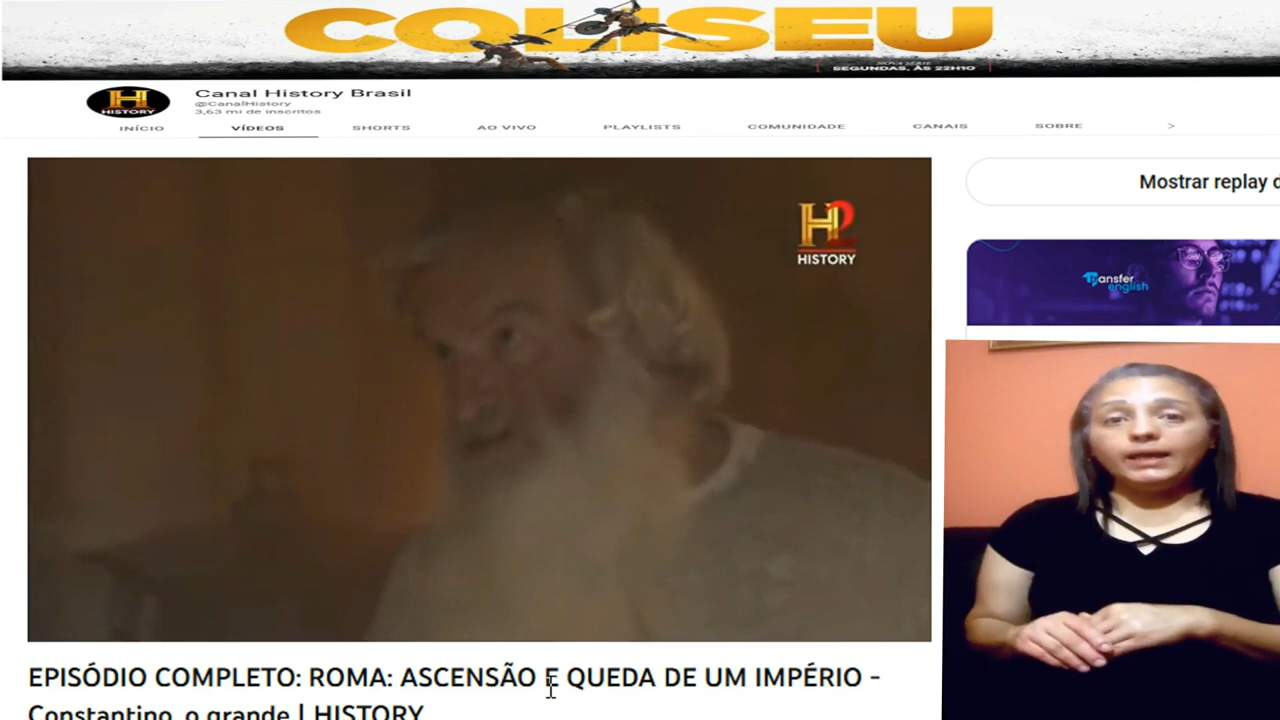 COLISEU
NOVA SÉRIE
SEGUNDAS, ÀS 22H10
HISTORY
Canal History Brasil
@CanalHistory
3,63 mi de inscritos
INÍCIO
VÍDEOS
SHORTS
AO VIVO
PLAYLISTS
COMUNIDADE
CANAIS
SOBRE
>
H2
HISTORY
Mostrar replay d
Transfer
english
EPISÓDIO COMPLETO: ROMA: ASCENSÃO E QUEDA DE UM IMPÉRIO -
Constantino, o grande | HISTORY